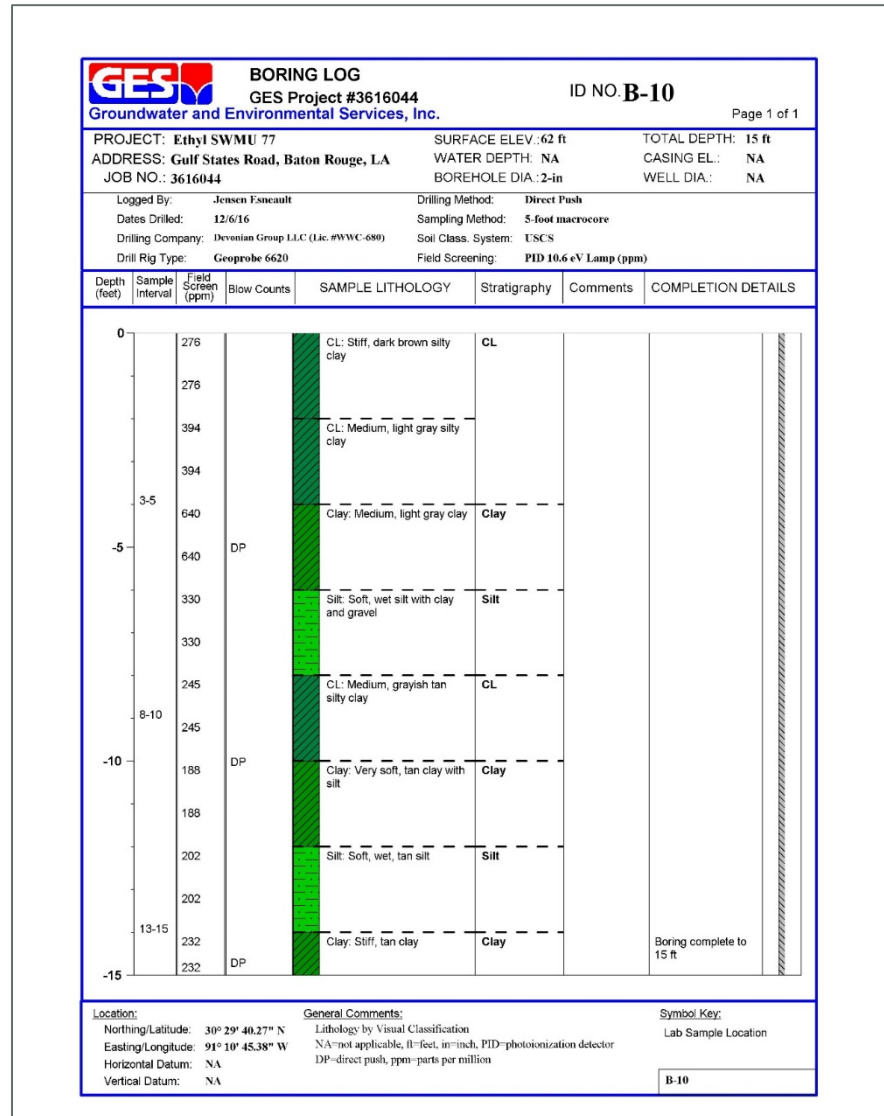 GES
BORING LOG
GES Project #3616044
ID NO. B-10
Groundwater and Environmental Services, Inc.
Page 1 of 1
PROJECT: Ethyl SWMU 77 SURFACE ELEV.: 62 ft TOTAL DEPTH: 15 ft
ADDRESS: Gulf States Road, Baton Rouge, LA WATER DEPTH: NA CASING EL.: NA
JOB NO.: 3616044 BOREHOLE DIA.: 2-in WELL DIA.: NA
Logged By: Jensen Esneault Drilling Method: Direct Push
Dates Drilled: 12/6/16 Sampling Method: 5-foot macrocore
Drilling Company: Devonian Group LLC (Lic. #WWC-680) Soil Class. System: USCS
Drill Rig Type: Geoprobe 6620 Field Screening: PID 10.6 eV Lamp (ppm)
Depth (feet) Sample Interval Field Screen (ppm) Blow Counts SAMPLE LITHOLOGY Stratigraphy Comments COMPLETION DETAILS
0
276 CL: Stiff, dark brown silty CL
clay
276
394 CL: Medium, light gray silty
clay
394
3-5
640 Clay: Medium, light gray clay Clay
-5 DP
640
330 Silt: Soft, wet silt with clay Silt
and gravel
330
245 CL: Medium, grayish tan CL
silty clay
8-10
245
-10 DP
188 Clay: Very soft, tan clay with Clay
silt
188
202 Silt: Soft, wet, tan silt Silt
202
13-15
232 Clay: Stiff, tan clay Clay Boring complete to
15 ft
232 DP
-15
Location: General Comments: Symbol Key:
Northing/Latitude: 30° 29' 40.27" N Lithology by Visual Classification Lab Sample Location
Easting/Longitude: 91° 10' 45.38" W NA=not applicable, ft=feet, in=inch, PID=photoionization detector
Horizontal Datum: NA DP=direct push, ppm=parts per million
Vertical Datum: NA B-10